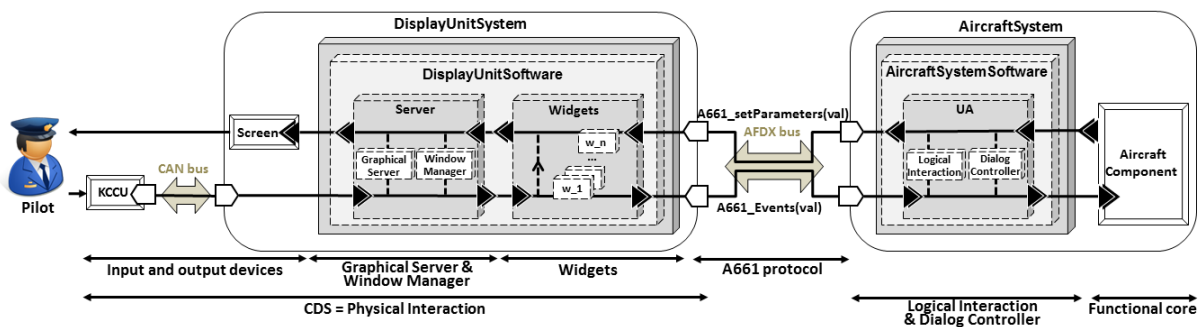 DisplayUnitSystem
AircraftSystem
DisplayUnitSoftware
AircraftSystemSoftware
Server
Widgets
A661_setParameters(val)
UA
Screen
AFDX bus
w_n
...
w_1
Graphical
Server
Window
Manager
Logical
Interaction
Dialog
Controller
Aircraft
Component
CAN bus
KCCU
Pilot
A661_Events(val)
Input and output devices
Graphical Server &
Window Manager
Widgets
A661 protocol
CDS = Physical Interaction
Logical Interaction
& Dialog Controller
Functional core